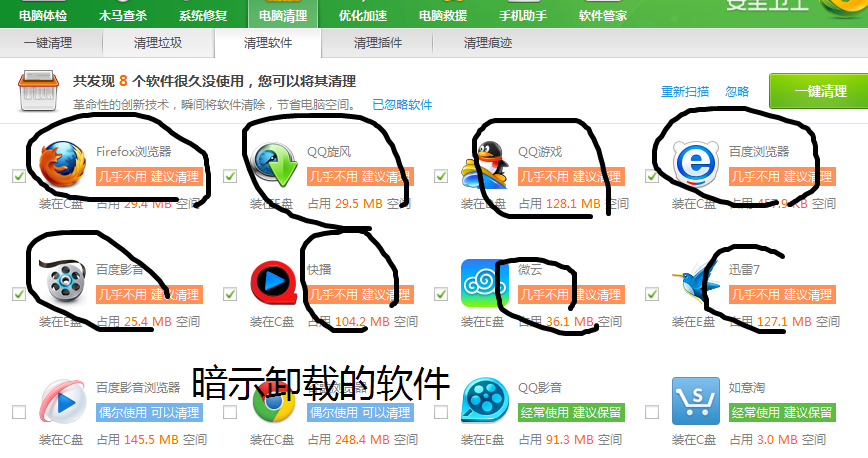 安全卫士
电脑体检 木马查杀 系统修复 电脑清理 优化加速 电脑救援 手机助手 软件管家
一键清理 清理垃圾 清理软件 清理插件 清理痕迹
共发现 8 个软件很久没使用，您可以将其清理
革命性的创新技术，瞬间将软件清除，节省电脑空间。 已忽略软件
重新扫描 忽略 一键清理
Firefox浏览器 QQ旋风 QQ游戏 百度浏览器
几乎不用 建议清理 几乎不用 建议清理 几乎不用 建议清理 几乎不用 建议清理
装在C盘 占用 29.4 MB 空间 装在E盘 占用 29.5 MB 空间 占用 128.1 MB 空间 装在C盘 占用 457.9 KB 空间
百度影音 快播 微云 迅雷7
几乎不用 建议清理 几乎不用 建议清理 几乎不用 建议清理 几乎不用 建议清理
装在E盘 占用 25.4 MB 空间 装在C盘 占用 104.2 MB 空间 装在E盘 占用 36.1 MB 空间 装在E盘 占用 127.1 MB 空间
暗示卸载的软件
百度影音浏览器 QQ影音 如意淘
偶尔使用 可以清理 偶尔使用 可以清理 经常使用 建议保留 经常使用 建议保留
装在C盘 占用 145.5 MB 空间 装在C盘 占用 248.4 MB 空间 装在E盘 占用 91.3 MB 空间 装在C盘 占用 3.0 MB 空间